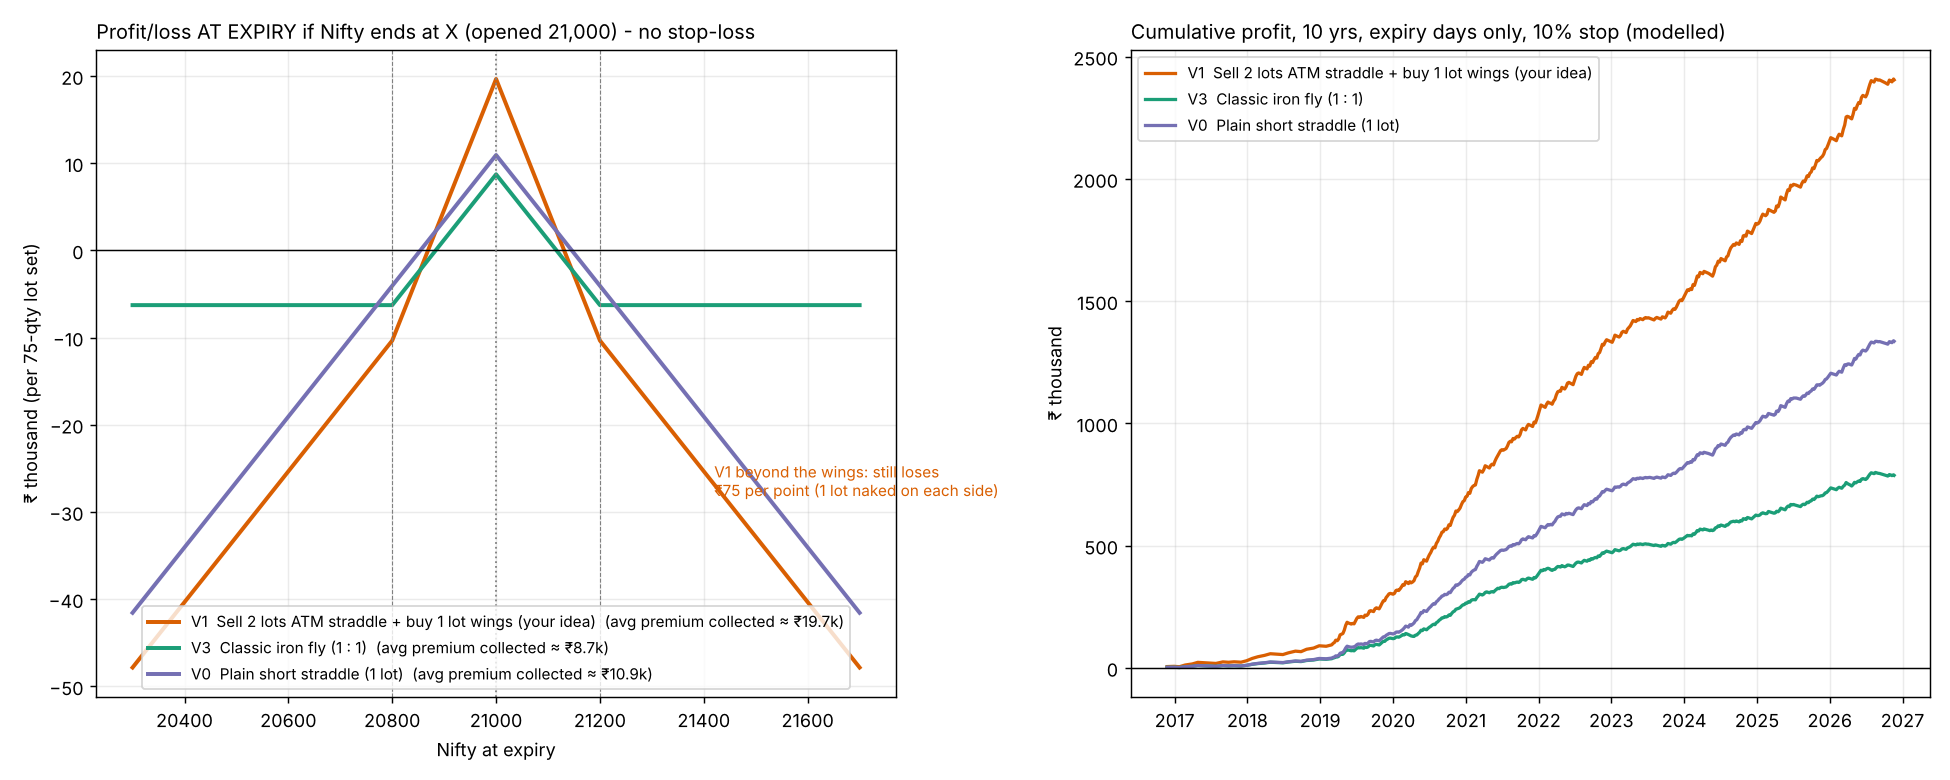 Profit/loss AT EXPIRY if Nifty ends at X (opened 21,000) - no stop-loss
₹ thousand (per 75-qty lot set)
20
10
0
−10
−20
−30
−40
−50
V1 beyond the wings: still loses
₹75 per point (1 lot naked on each side)
V1  Sell 2 lots ATM straddle + buy 1 lot wings (your idea)  (avg premium collected ≈ ₹19.7k)
V3  Classic iron fly (1 : 1)  (avg premium collected ≈ ₹8.7k)
V0  Plain short straddle (1 lot)  (avg premium collected ≈ ₹10.9k)
20400 20600 20800 21000 21200 21400 21600
Nifty at expiry
Cumulative profit, 10 yrs, expiry days only, 10% stop (modelled)
V1  Sell 2 lots ATM straddle + buy 1 lot wings (your idea)
V3  Classic iron fly (1 : 1)
V0  Plain short straddle (1 lot)
₹ thousand
2500
2000
1500
1000
500
0
2017 2018 2019 2020 2021 2022 2023 2024 2025 2026 2027